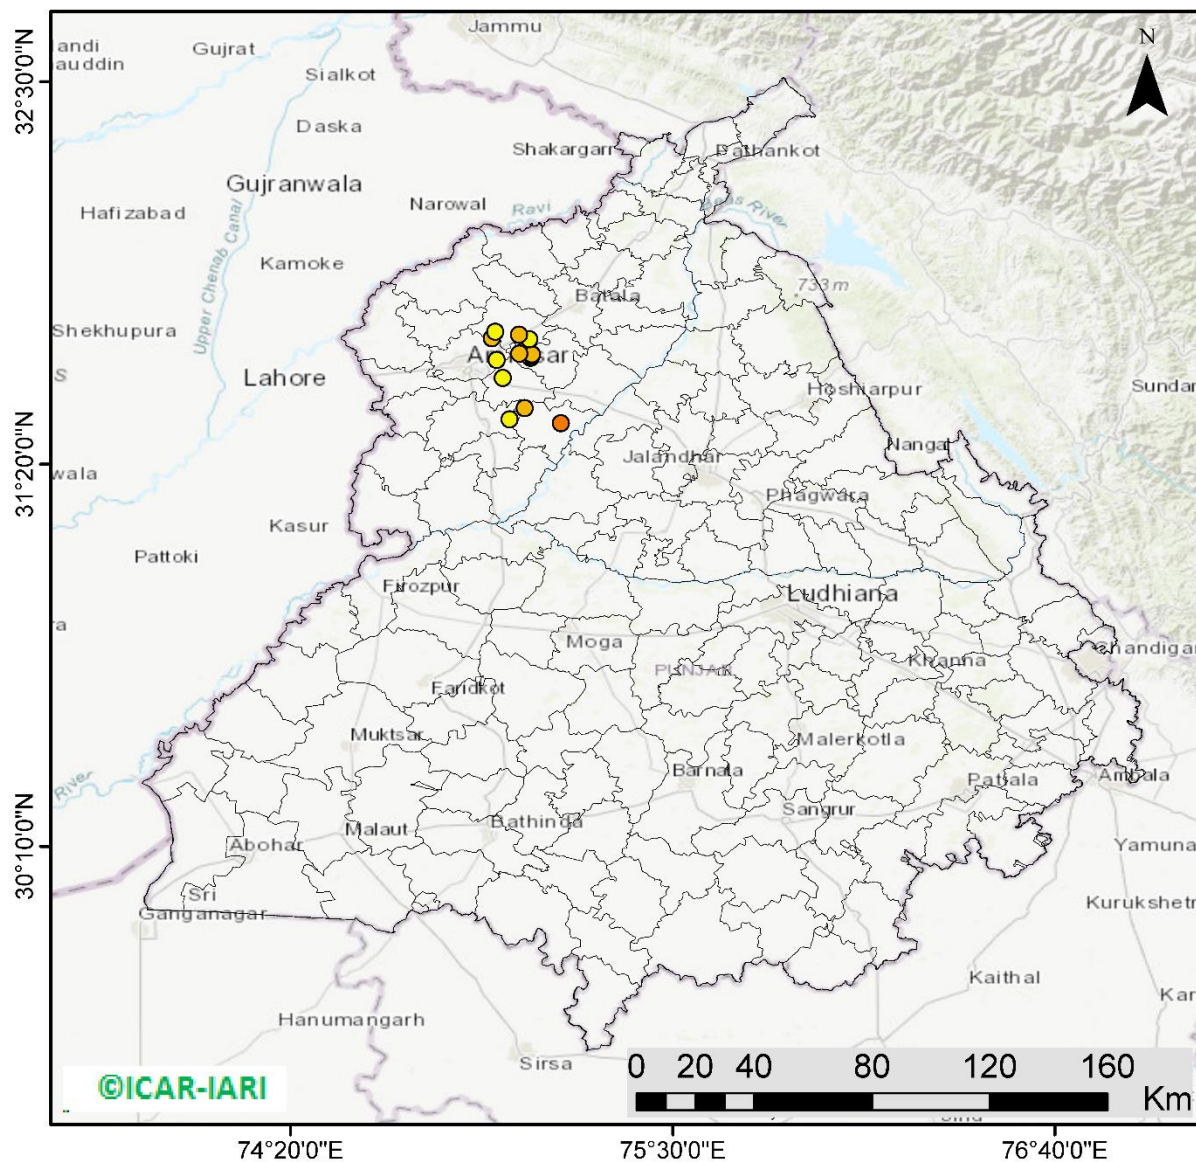 Jammu
N
andi
auddin
Gujrat
Sialkot
32°30'0"N
Daska
Shakargarh
Pathankot
Gujranwala
Narowal
Ravi
Beas River
Hafizabad
Upper Chenab Canal
Kamoke
733 m
Batala
Shekhupura
Amritsar
S
Lahore
Hoshiarpur
Sundar
Nangal
31°20'0"N
wala
Jalandhar
Phagwara
Kasur
Pattoki
Firozpur
Ludhiana
ra
Moga
Chandigar
Khanna
PUNJAB
Faridkot
Muktsar
Malerkotla
River
Barnala
Patiala
Ambala
Sangrur
Bathinda
Malaut
30°10'0"N
Abohar
Yamuna
Sri
Ganganagar
Kurukshetr
Kaithal
Kar
Hanumangarh
Sirsa
0 10 20 40 80 120 160
Km
©ICAR-IARI
74°20'0"E
75°30'0"E
76°40'0"E